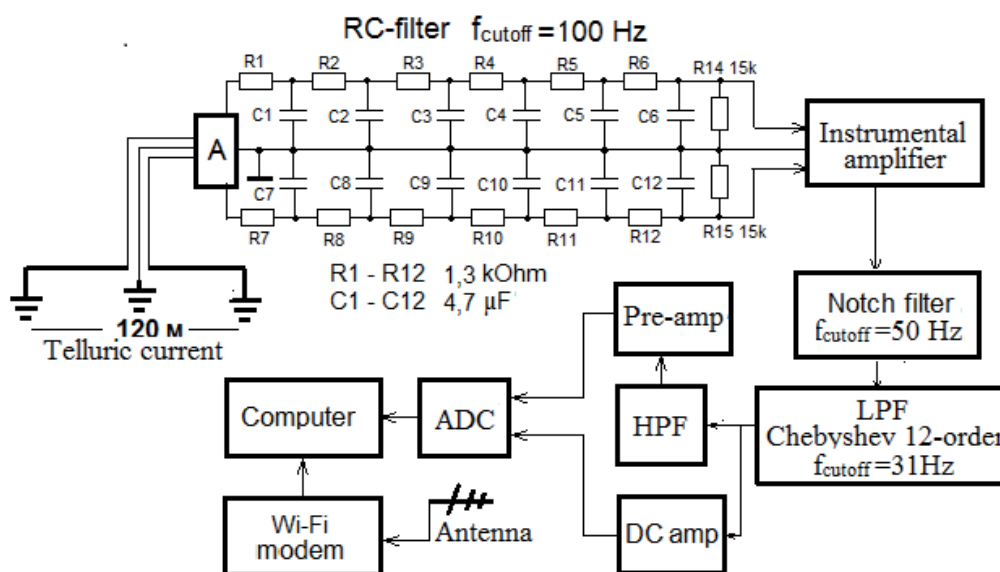 RC-filter f cutoff =100 Hz
R1 R2 R3 R4 R5 R6 R14 15k
C1 C2 C3 C4 C5 C6
A
Instrumental
amplifier
C7 C8 C9 C10 C11 C12
R7 R8 R9 R10 R11 R12 R15 15k
R1 - R12 1,3 kOhm
C1 - C12 4,7 µF
120 м
Telluric current
Notch filter
f cutoff =50 Hz
Pre-amp
LPF
Chebyshev 12-order
f cutoff =31Hz
HPF
ADC
Computer
DC amp
Wi-Fi
modem
Antenna